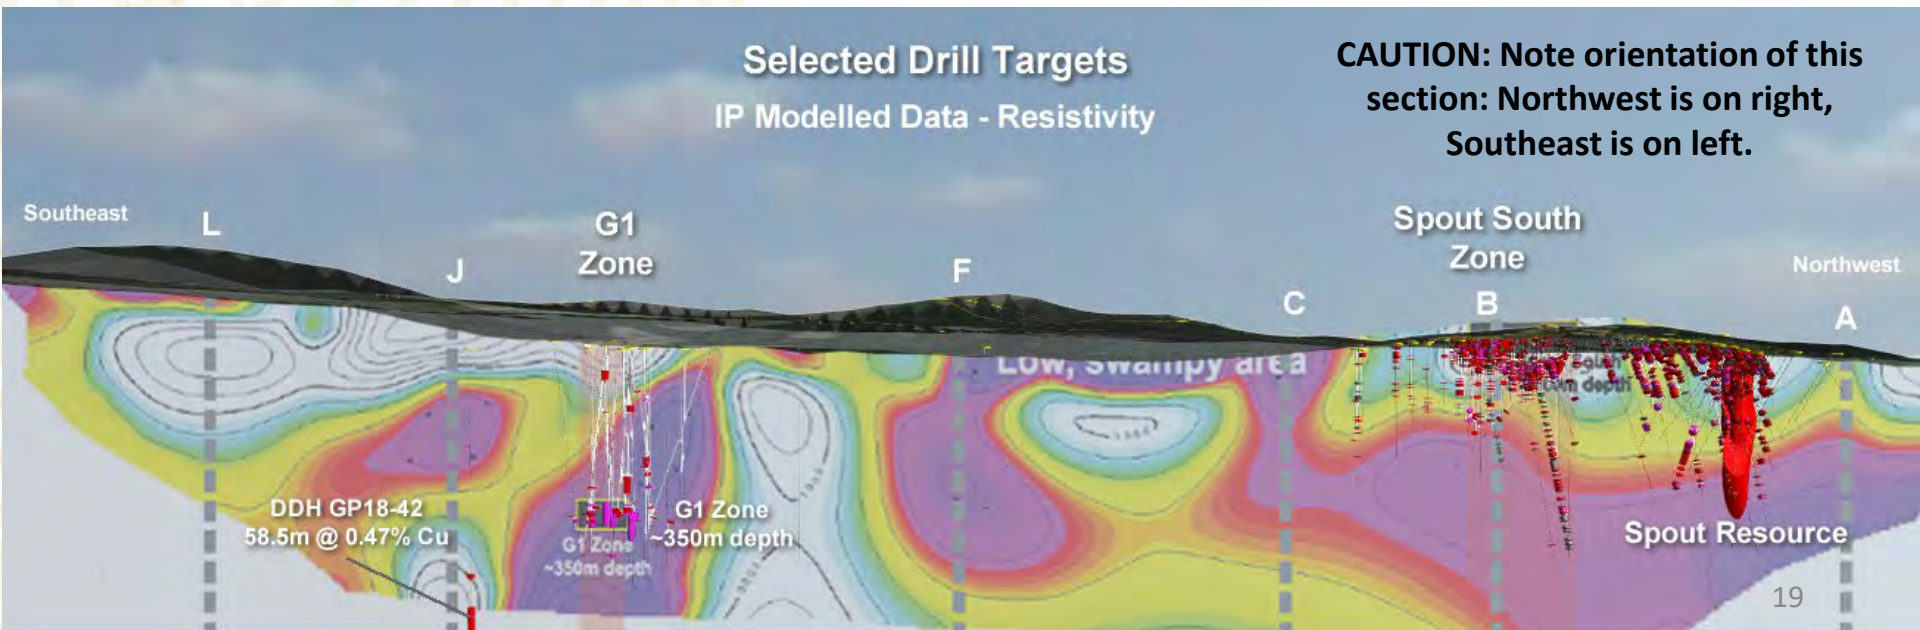 Selected Drill Targets
IP Modelled Data - Resistivity
CAUTION: Note orientation of this
section: Northwest is on right,
Southeast is on left.
Southeast
L
J
G1
Zone
F
C
Spout South
Zone
B
Northwest
A
Low, swampy area
depth
DDH GP18-42
58.5m @ 0.47% Cu
G1 Zone
~350m depth
G1 Zone
~350m depth
Spout Resource
19